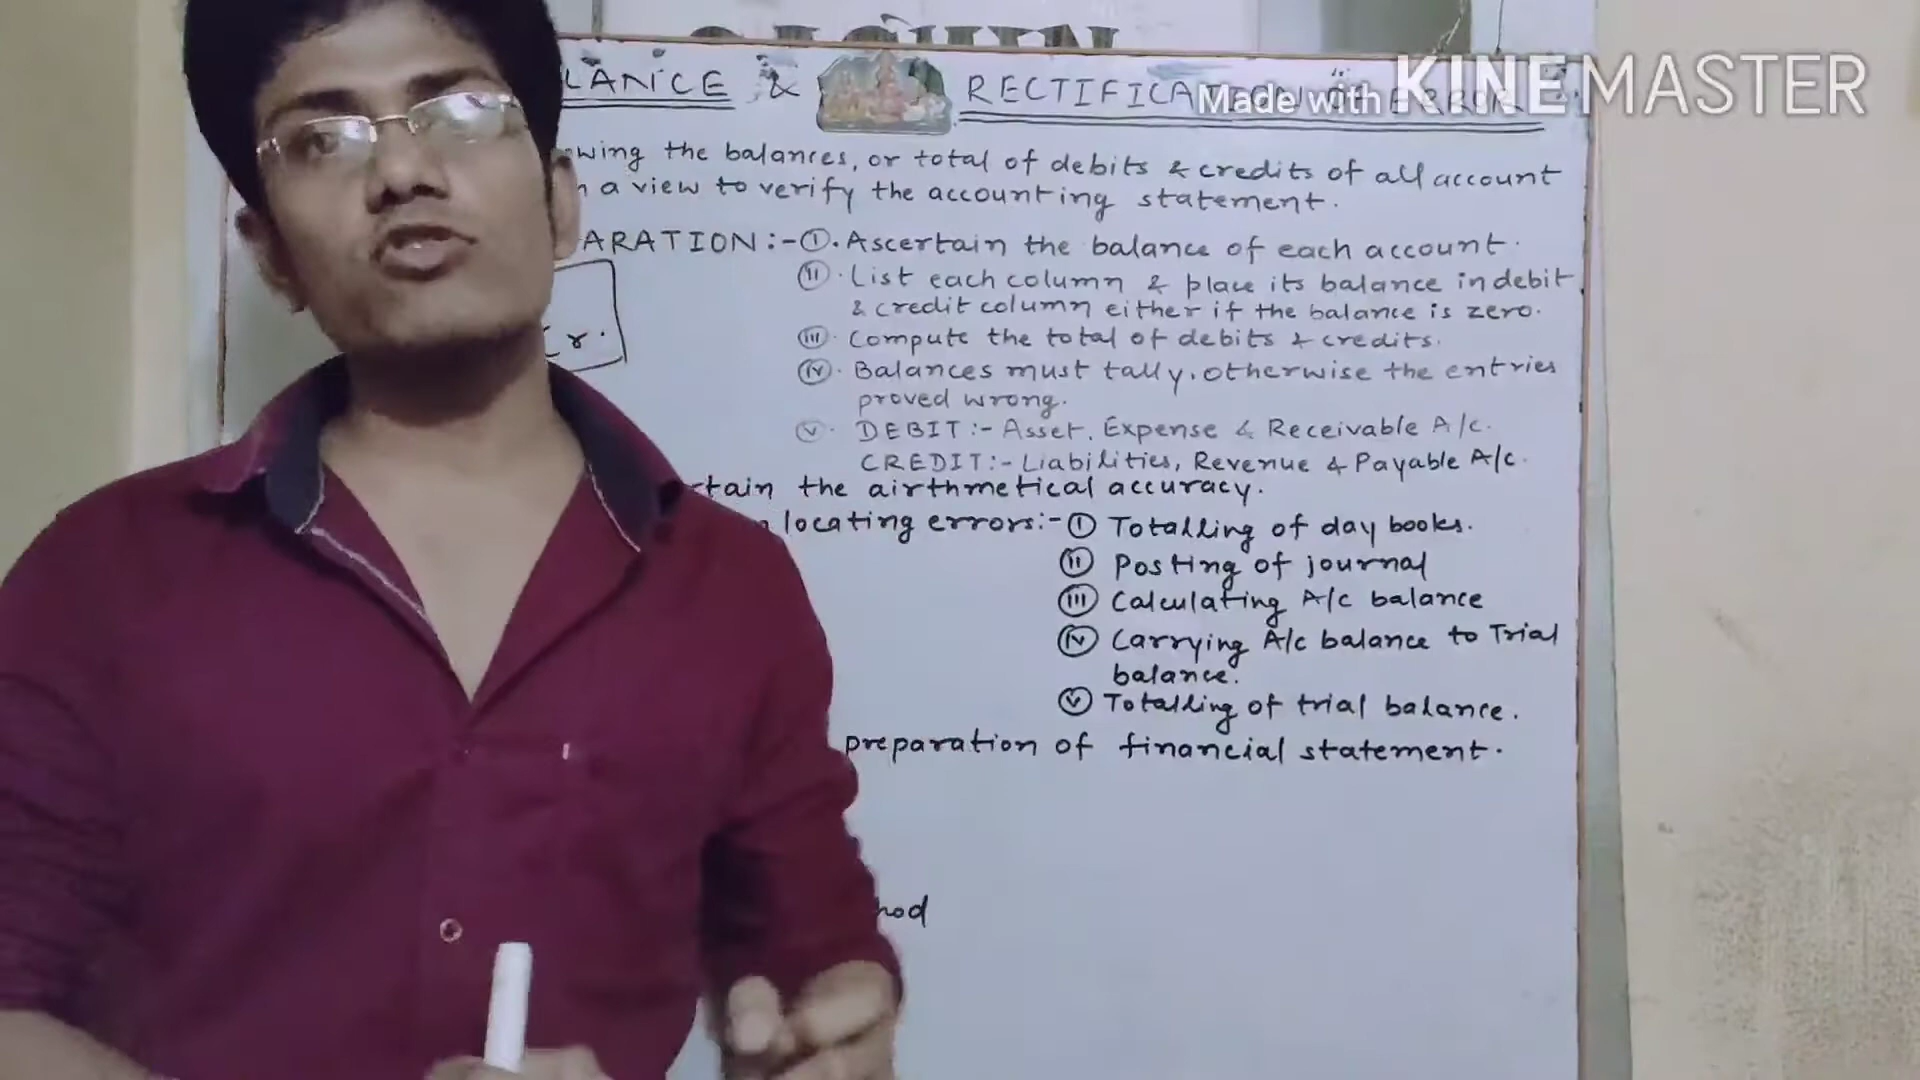 Made with KINEMASTER
LANCE & RECTIFICATION OF ERROR
wing the balances, or total of debits & credits of all account
a view to verify the accounting statement.
ARATION:- (I). Ascertain the balance of each account.
(II). List each column & place its balance in debit
& credit column either if the balance is zero.
Cr.
(III). Compute the total of debits & credits.
(IV). Balances must tally, otherwise the entries
proved wrong.
(V). DEBIT:- Asset, Expense & Receivable A/c.
CREDIT:- Liabilities, Revenue & Payable A/c.
tain the airthmetical accuracy.
locating errors:- (I) Totalling of day books.
(II) Posting of journal
(III) Calculating A/c balance
(IV) Carrying A/c balance to Trial
balance.
(V) Totalling of trial balance.
preparation of financial statement.
hod